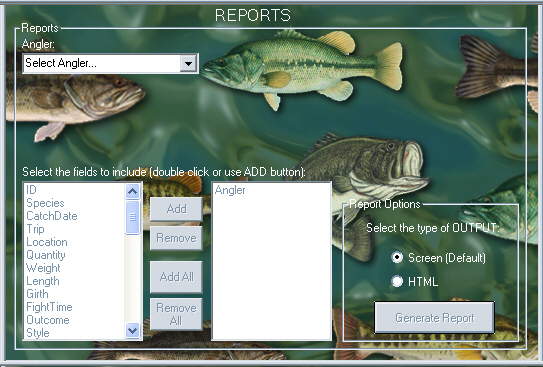 REPORTS
Reports
Angler:
Select Angler...
Select the fields to include (double click or use ADD button):
ID
Species
CatchDate
Trip
Location
Quantity
Weight
Length
Girth
FightTime
Outcome
Style
Add
Remove
Add All
Remove
All
Angler
Report Options
Select the type of OUTPUT:
Screen (Default)
HTML
Generate Report